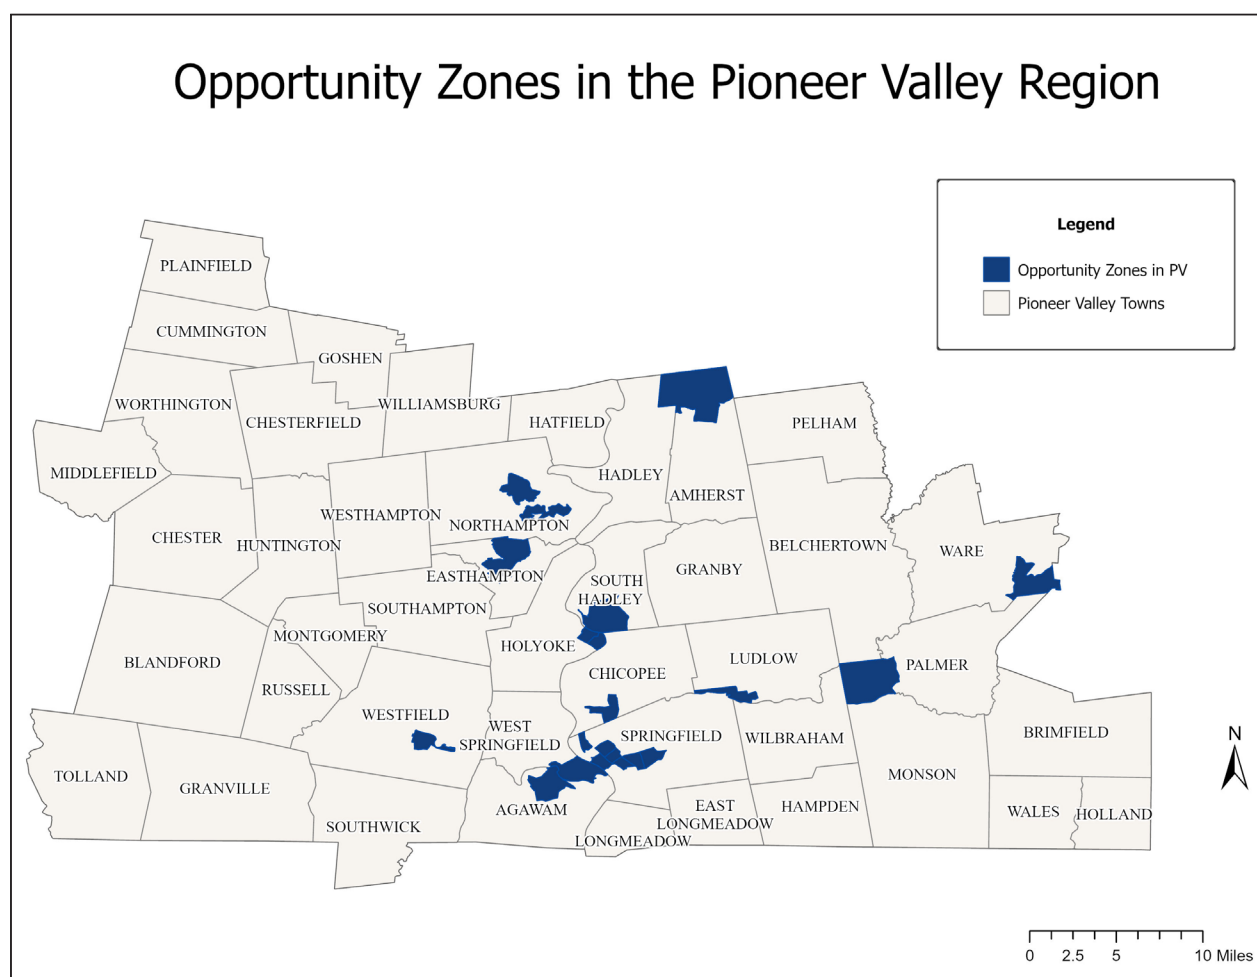 Opportunity Zones in the Pioneer Valley Region
Legend
Opportunity Zones in PV
Pioneer Valley Towns
PLAINFIELD
CUMMINGTON
GOSHEN
WORTHINGTON
CHESTERFIELD
WILLIAMSBURG
HATFIELD
PELHAM
MIDDLEFIELD
HADLEY
AMHERST
WESTHAMPTON
NORTHAMPTON
CHESTER
HUNTINGTON
BELCHERTOWN
WARE
EASTHAMPTON
GRANBY
SOUTH
HADLEY
SOUTHAMPTON
MONTGOMERY
HOLYOKE
BLANDFORD
LUDLOW
PALMER
CHICOPEE
RUSSELL
WESTFIELD
WEST
SPRINGFIELD
SPRINGFIELD
WILBRAHAM
BRIMFIELD
TOLLAND
GRANVILLE
MONSON
AGAWAM
EAST
LONGMEADOW
HAMPDEN
WALES
HOLLAND
SOUTHWICK
LONGMEADOW
N
0 2.5 5 10 Miles